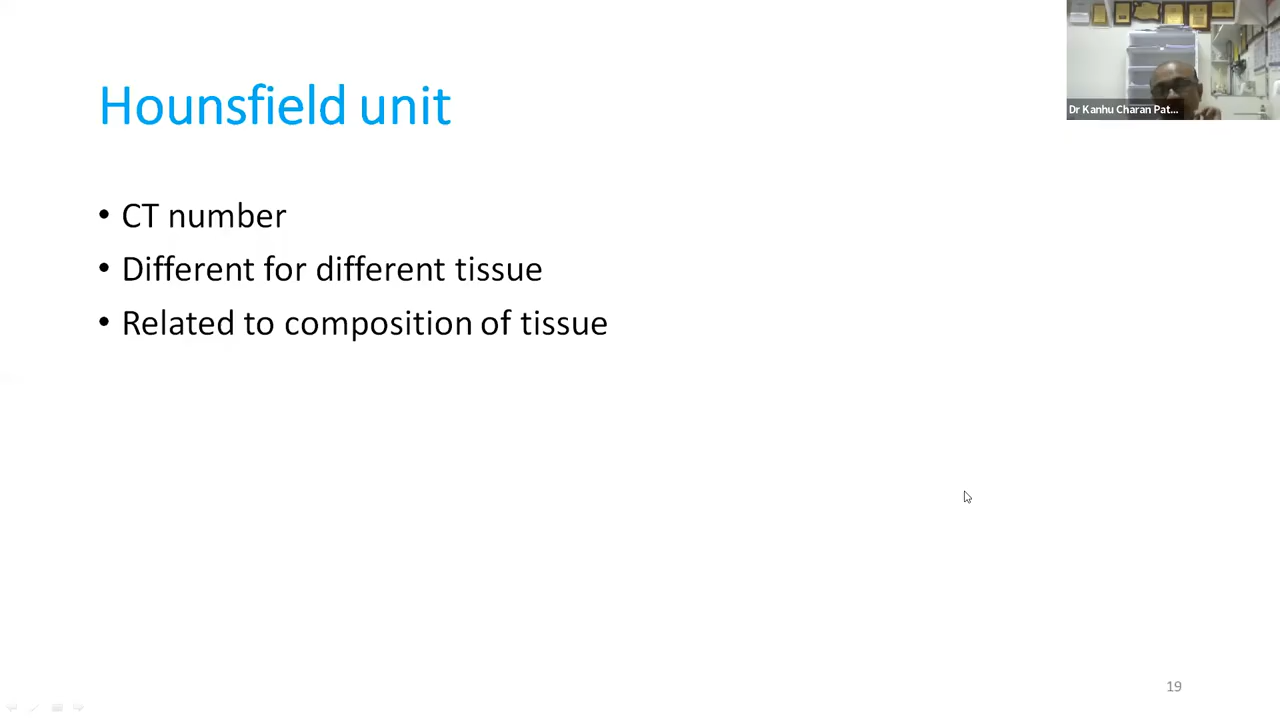 Hounsfield unit
• CT number
• Different for different tissue
• Related to composition of tissue
Dr Kanhu Charan Pat...
19